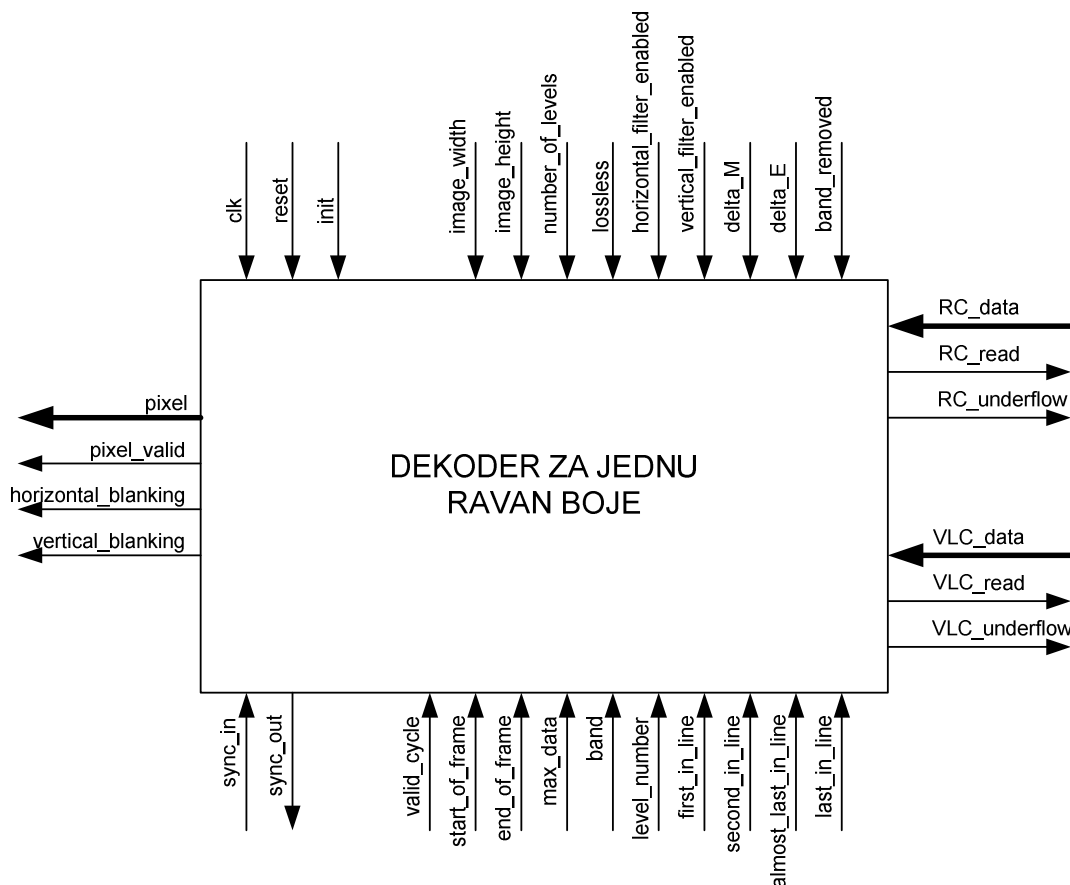 clk
reset
init
image_width
image_height
number_of_levels
lossless
horizontal_filter_enabled
vertical_filter_enabled
delta_M
delta_E
band_removed
RC_data
RC_read
RC_underflow
pixel
pixel_valid
horizontal_blanking
vertical_blanking
DEKODER ZA JEDNU
RAVAN BOJE
VLC_data
VLC_read
VLC_underflow
sync_in
sync_out
valid_cycle
start_of_frame
end_of_frame
max_data
band
level_number
first_in_line
second_in_line
almost_last_in_line
last_in_line